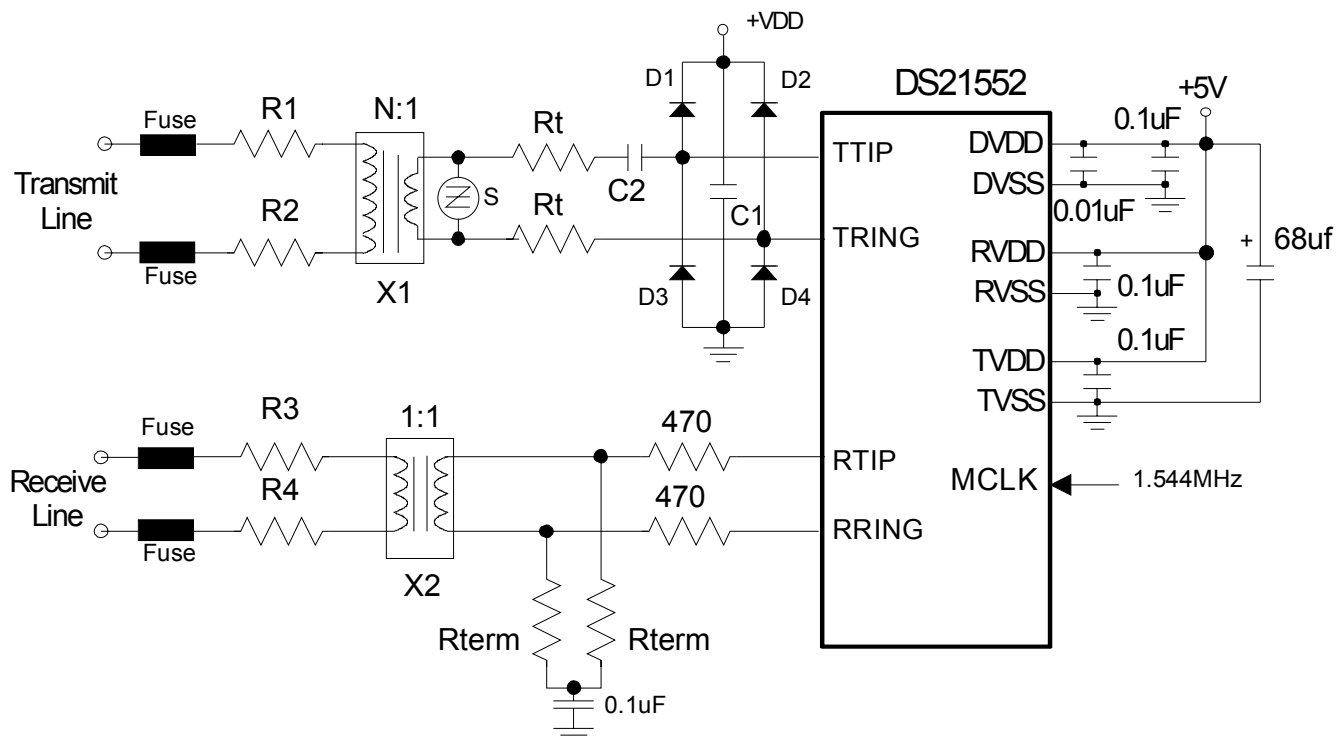 +VDD
D1
D2
DS21552
+5V
Fuse
R1
N:1
Rt
0.1uF
TTIP
DVDD
C2
DVSS
Transmit
Line
S
C1
0.01uF
R2
Rt
TRING
RVDD
68uf
+
Fuse
X1
D3
D4
RVSS
0.1uF
0.1uF
TVDD
TVSS
Fuse
R3
1:1
470
RTIP
Receive
Line
R4
470
MCLK
1.544MHz
RRING
Fuse
X2
Rterm
Rterm
0.1uF